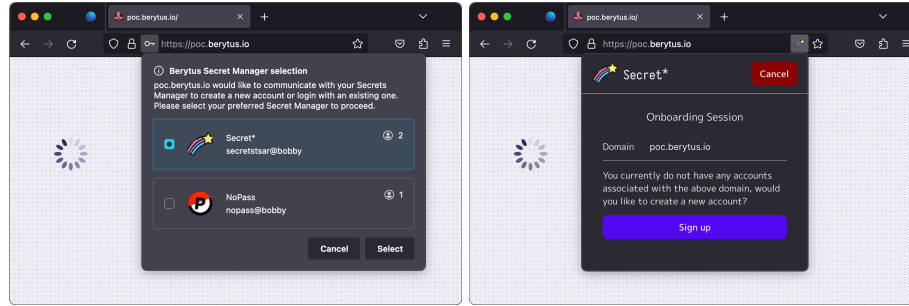 poc.berytus.io/ × +
https://poc.berytus.io
Berytus Secret Manager selection
poc.berytus.io would like to communicate with your Secrets
Manager to create a new account or login with an existing one.
Please select your preferred Secret Manager to proceed.
Secret*
secretstsar@bobby
2
NoPass
nopass@bobby
1
Cancel
Select
poc.berytus.io/ × +
https://poc.berytus.io
Secret*
Cancel
Onboarding Session
Domain poc.berytus.io
You currently do not have any accounts
associated with the above domain, would
you like to create a new account?
Sign up